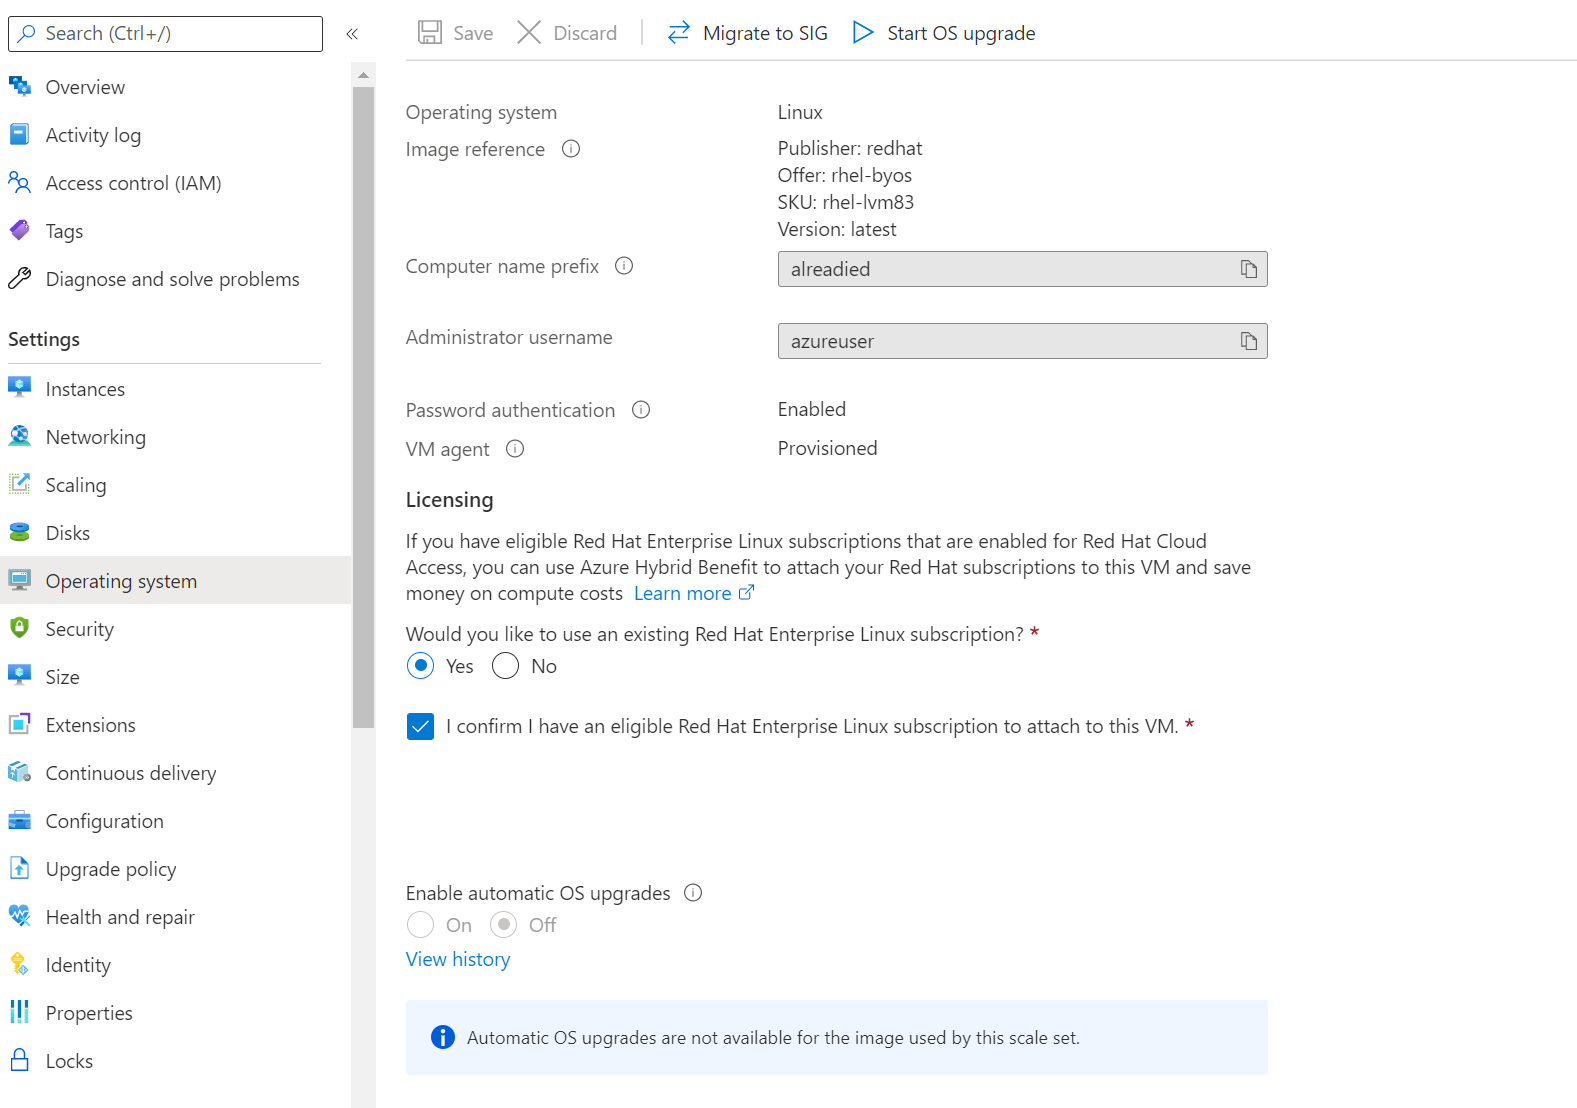 Search (Ctrl+/)
«
Save
Discard
Migrate to SIG
Start OS upgrade
Overview
Activity log
Access control (IAM)
Tags
Diagnose and solve problems
Settings
Instances
Networking
Scaling
Disks
Operating system
Security
Size
Extensions
Continuous delivery
Configuration
Upgrade policy
Health and repair
Identity
Properties
Locks
Operating system
Linux
Image reference
Publisher: redhat
Offer: rhel-byos
SKU: rhel-lvm83
Version: latest
Computer name prefix
alreadied
Administrator username
azureuser
Password authentication
Enabled
VM agent
Provisioned
Licensing
If you have eligible Red Hat Enterprise Linux subscriptions that are enabled for Red Hat Cloud
Access, you can use Azure Hybrid Benefit to attach your Red Hat subscriptions to this VM and save
money on compute costs Learn more
Would you like to use an existing Red Hat Enterprise Linux subscription? *
Yes
No
I confirm I have an eligible Red Hat Enterprise Linux subscription to attach to this VM. *
Enable automatic OS upgrades
On
Off
View history
Automatic OS upgrades are not available for the image used by this scale set.